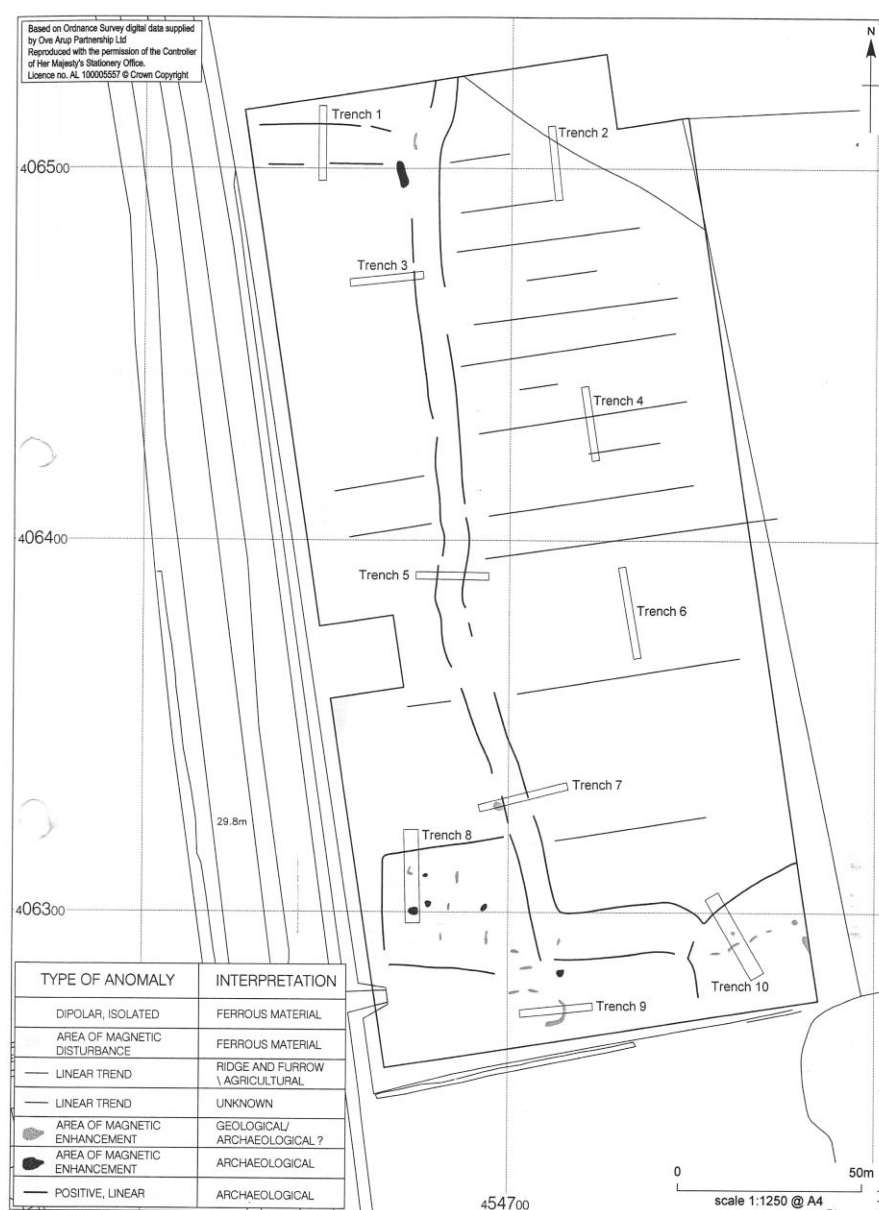 Based on Ordnance Survey digital data supplied
by Ove Arup Partnership Ltd
Reproduced with the permission of the Controller
of Her Majesty's Stationery Office.
Licence no. AL 100005557 © Crown Copyright
N
Trench 1
Trench 2
406500
Trench 3
Trench 4
406400
Trench 5
Trench 6
Trench 7
29.8m
Trench 8
406300
Trench 10
Trench 9
TYPE OF ANOMALY INTERPRETATION
DIPOLAR, ISOLATED FERROUS MATERIAL
AREA OF MAGNETIC
DISTURBANCE FERROUS MATERIAL
LINEAR TREND RIDGE AND FURROW
\ AGRICULTURAL
LINEAR TREND UNKNOWN
AREA OF MAGNETIC
ENHANCEMENT GEOLOGICAL/
ARCHAEOLOGICAL ?
AREA OF MAGNETIC
ENHANCEMENT ARCHAEOLOGICAL
POSITIVE, LINEAR ARCHAEOLOGICAL
0 50m
scale 1:1250 @ A4
454700